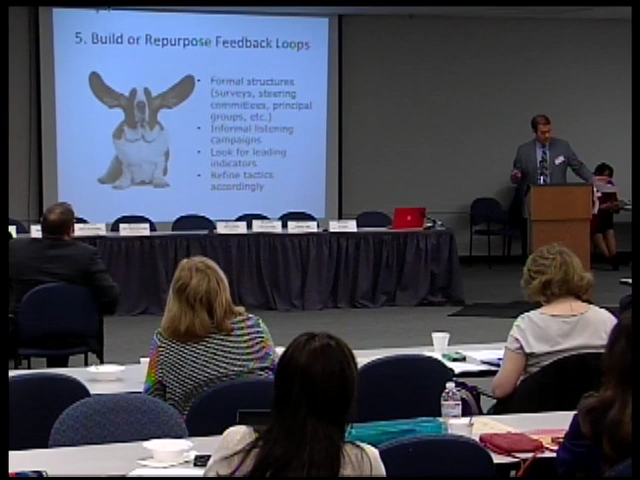 5. Build or Repurpose Feedback Loops
• Formal structures
(surveys, steering
committees, principal
groups, etc.)
• Informal listening
campaigns
• Look for leading
indicators
• Refine tactics
accordingly